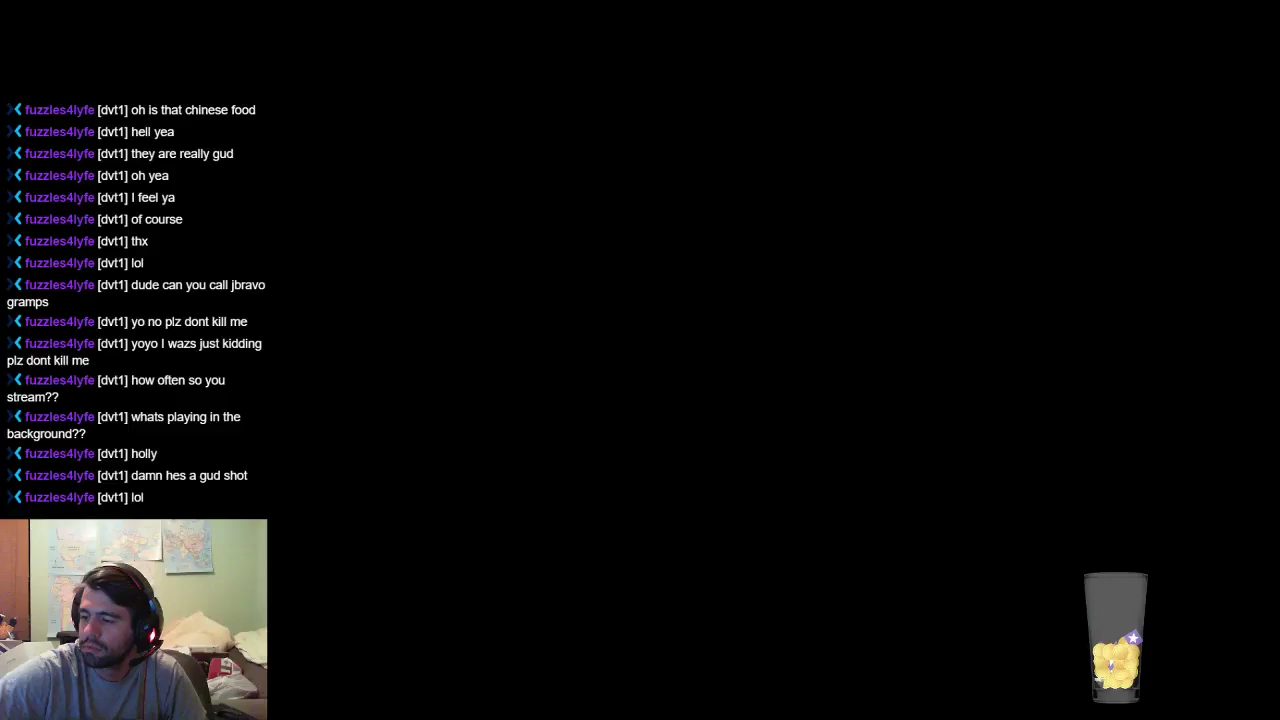 fuzzles4lyfe [dvt1] oh is that chinese food
fuzzles4lyfe [dvt1] hell yea
fuzzles4lyfe [dvt1] they are really gud
fuzzles4lyfe [dvt1] oh yea
fuzzles4lyfe [dvt1] I feel ya
fuzzles4lyfe [dvt1] of course
fuzzles4lyfe [dvt1] thx
fuzzles4lyfe [dvt1] lol
fuzzles4lyfe [dvt1] dude can you call jbravo
gramps
fuzzles4lyfe [dvt1] yo no plz dont kill me
fuzzles4lyfe [dvt1] yoyo I wazs just kidding
plz dont kill me
fuzzles4lyfe [dvt1] how often so you
stream??
fuzzles4lyfe [dvt1] whats playing in the
background??
fuzzles4lyfe [dvt1] holly
fuzzles4lyfe [dvt1] damn hes a gud shot
fuzzles4lyfe [dvt1] lol